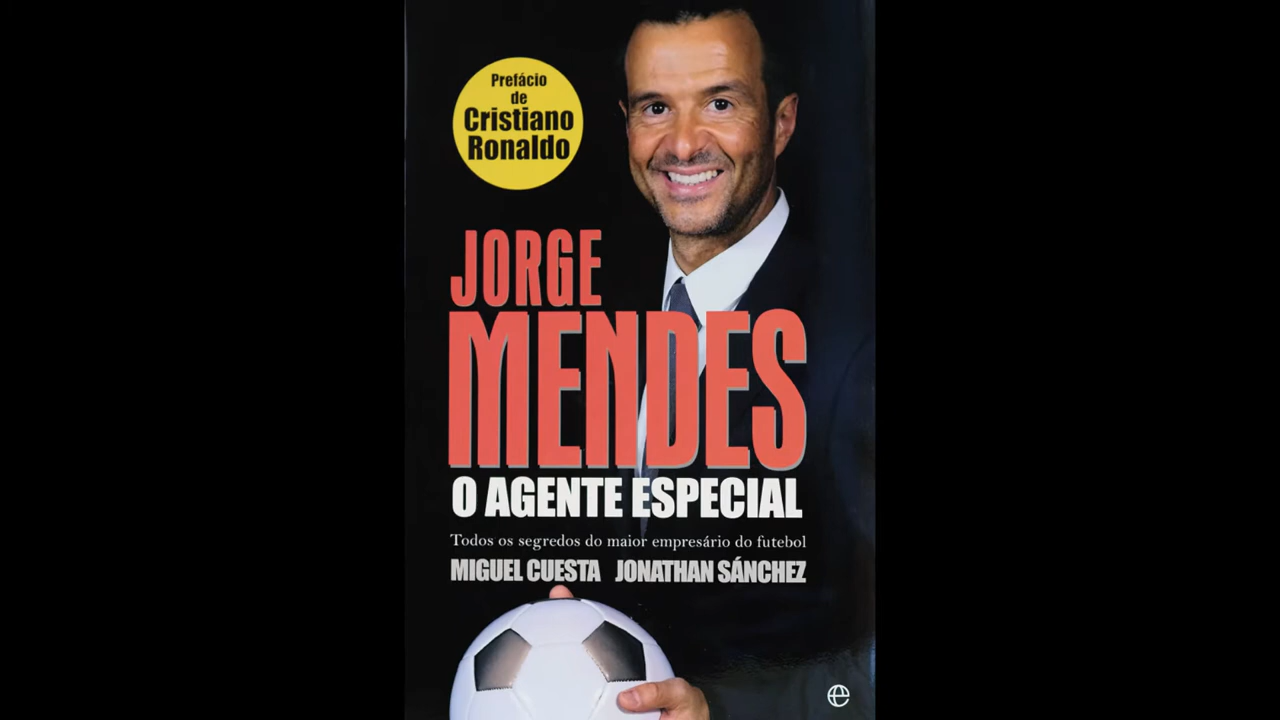 Prefácio
de
Cristiano
Ronaldo
JORGE
MENDES
O AGENTE ESPECIAL
Todos os segredos do maior empresário do futebol
MIGUEL CUESTA JONATHAN SÁNCHEZ